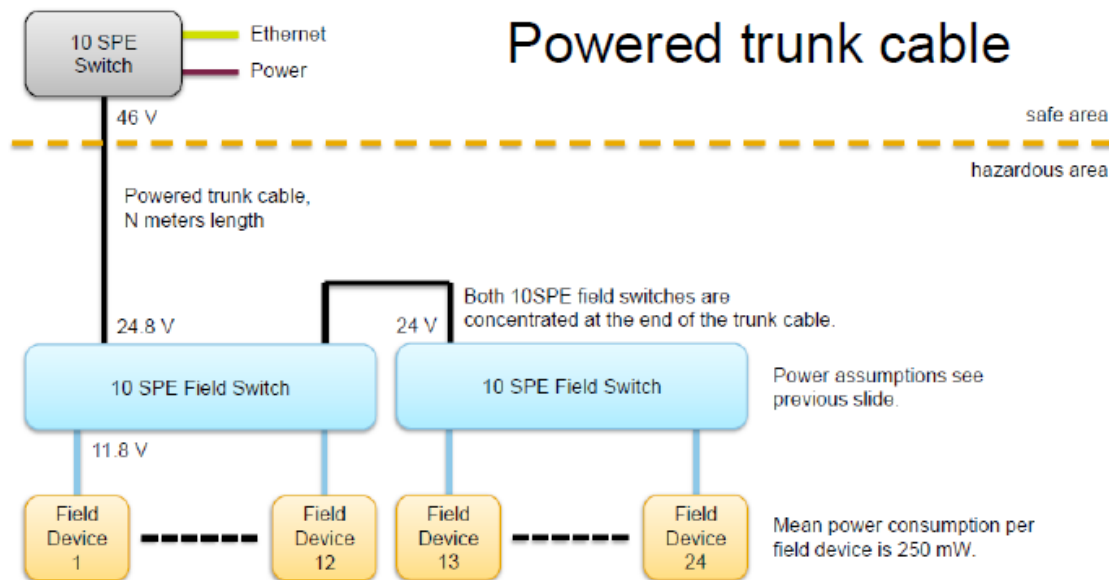 Powered trunk cable
10 SPE
Switch
Ethernet
Power
46 V
safe area
hazardous area
Powered trunk cable,
N meters length
Both 10SPE field switches are
concentrated at the end of the trunk cable.
24.8 V
24 V
10 SPE Field Switch
10 SPE Field Switch
Power assumptions see
previous slide.
11.8 V
Field
Device
1
Field
Device
12
Field
Device
13
Field
Device
24
Mean power consumption per
field device is 250 mW.